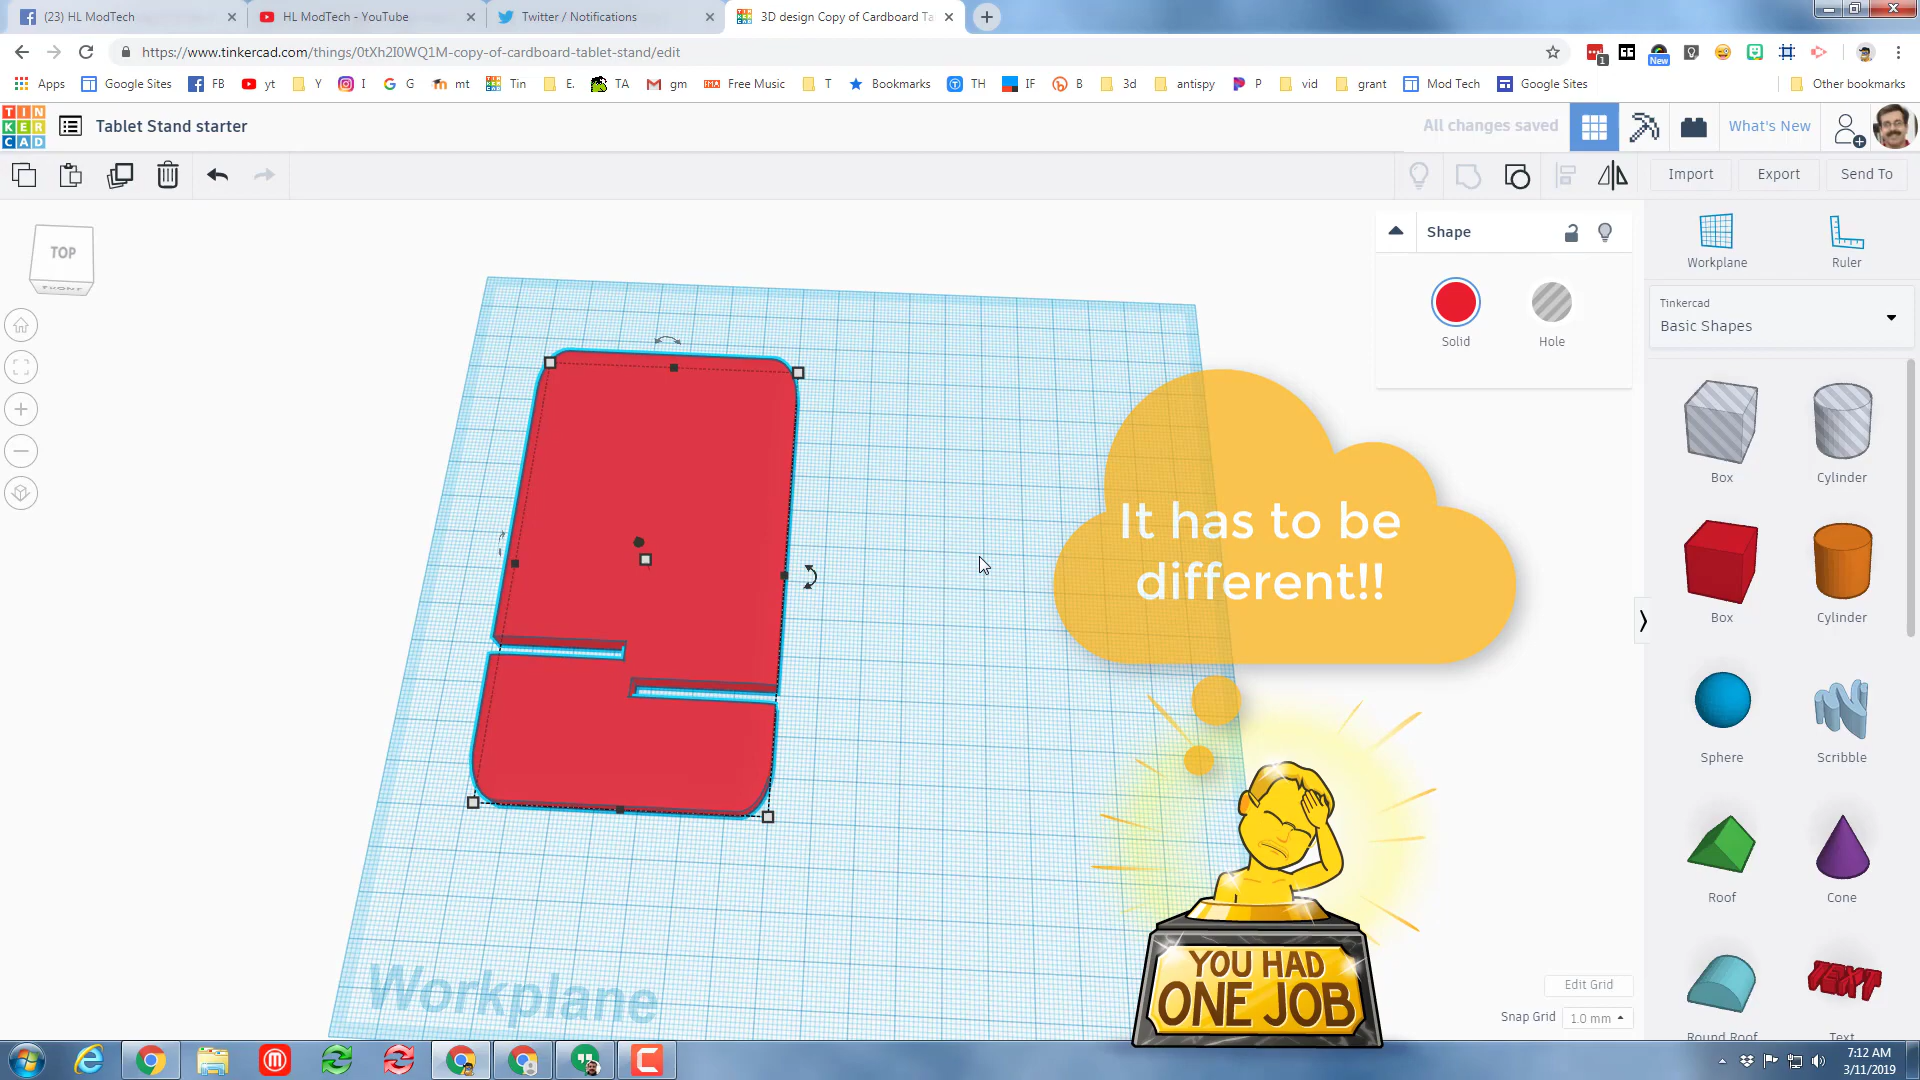 (23) HL ModTech
HL ModTech - YouTube
Twitter / Notifications
3D design Copy of Cardboard Ta
https://www.tinkercad.com/things/0tXh2I0WQ1M-copy-of-cardboard-tablet-stand/edit
1
New
Apps
Google Sites
FB
yt
Y
I
G
mt
Tin
E.
TA
gm
Free Music
T
Bookmarks
TH
IF
B
3d
antispy
P
vid
grant
Mod Tech
Google Sites
Other bookmarks
TIN
KER
CAD
Tablet Stand starter
All changes saved
What's New
Import
Export
Send To
TOP
FRONT
Shape
Solid
Hole
Workplane
Ruler
Tinkercad
Basic Shapes
Box
Cylinder
Box
Cylinder
Sphere
Scribble
Roof
Cone
TEXT
Round Roof
Text
It has to be
different!!
YOU HAD
ONE JOB
Workplane
Edit Grid
Snap Grid
1.0 mm
7:12 AM
3/11/2019